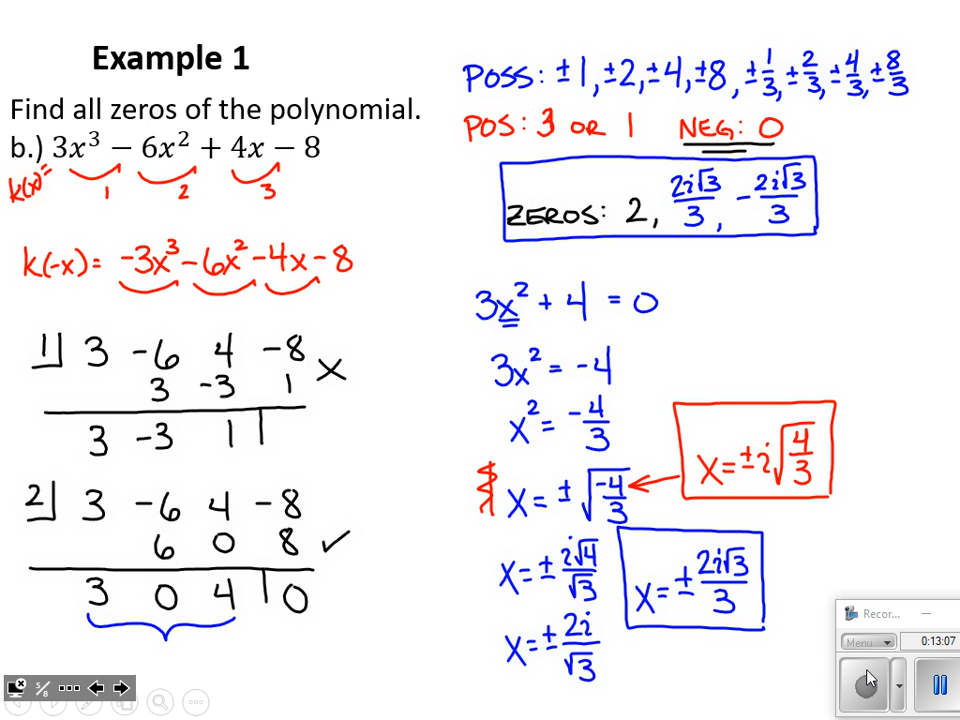 Example 1
Find all zeros of the polynomial.
b.) 3x³ − 6x² + 4x − 8
k(x)=
1 2 3
k(-x)= -3x³ -6x² -4x -8
1| 3 -6 4 -8
3 -3 1 ×
3 -3 1 |
2| 3 -6 4 -8
6 0 8 ✓
3 0 4 | 0
POSS: ±1, ±2, ±4, ±8, ±1/3, ±2/3, ±4/3, ±8/3
POS: 3 OR 1 NEG: 0
ZEROS: 2, 2i√3/3, -2i√3/3
3x² + 4 = 0
3x² = -4
x² = -4/3
x = ±√(-4/3)
x = ±i√(4/3)
x = ± i√4/√3
x = ± 2i√3/3
x = ± 2i/√3
Recor...
Menu 0:13:07
5/8